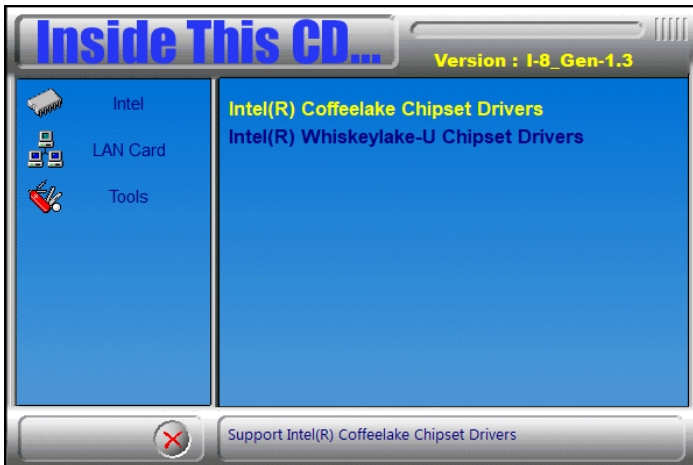 Inside This CD...
Version : I-8_Gen-1.3
Intel
LAN Card
Tools
Intel(R) Coffeelake Chipset Drivers
Intel(R) Whiskeylake-U Chipset Drivers
Support Intel(R) Coffeelake Chipset Drivers